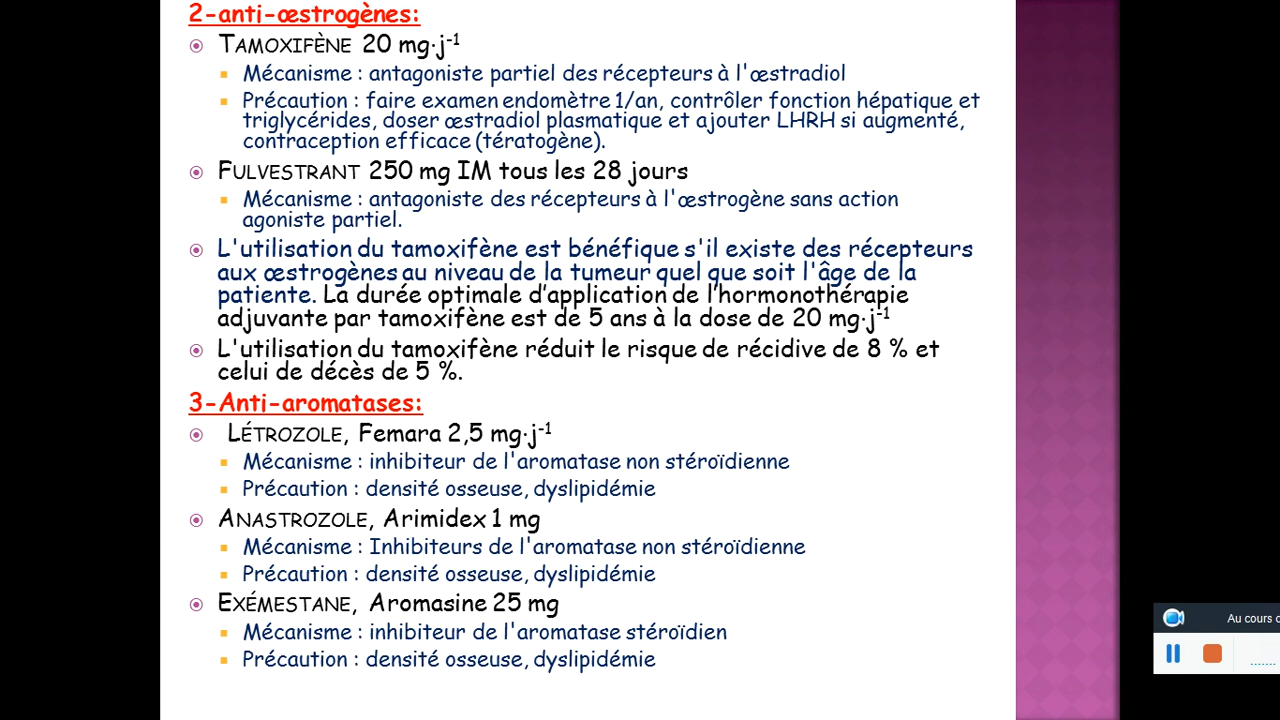 2-anti-œstrogènes:
TAMOXIFÈNE 20 mg·j-1
Mécanisme : antagoniste partiel des récepteurs à l'œstradiol
Précaution : faire examen endomètre 1/an, contrôler fonction hépatique et
triglycérides, doser œstradiol plasmatique et ajouter LHRH si augmenté,
contraception efficace (tératogène).
FULVESTRANT 250 mg IM tous les 28 jours
Mécanisme : antagoniste des récepteurs à l'œstrogène sans action
agoniste partiel.
L'utilisation du tamoxifène est bénéfique s'il existe des récepteurs
aux œstrogènes au niveau de la tumeur quel que soit l'âge de la
patiente. La durée optimale d’application de l’hormonothérapie
adjuvante par tamoxifène est de 5 ans à la dose de 20 mg·j-1
L'utilisation du tamoxifène réduit le risque de récidive de 8 % et
celui de décès de 5 %.
3-Anti-aromatases:
LÉTROZOLE, Femara 2,5 mg·j-1
Mécanisme : inhibiteur de l'aromatase non stéroïdienne
Précaution : densité osseuse, dyslipidémie
ANASTROZOLE, Arimidex 1 mg
Mécanisme : Inhibiteurs de l'aromatase non stéroïdienne
Précaution : densité osseuse, dyslipidémie
EXÉMESTANE, Aromasine 25 mg
Mécanisme : inhibiteur de l'aromatase stéroïdien
Précaution : densité osseuse, dyslipidémie
Au cours